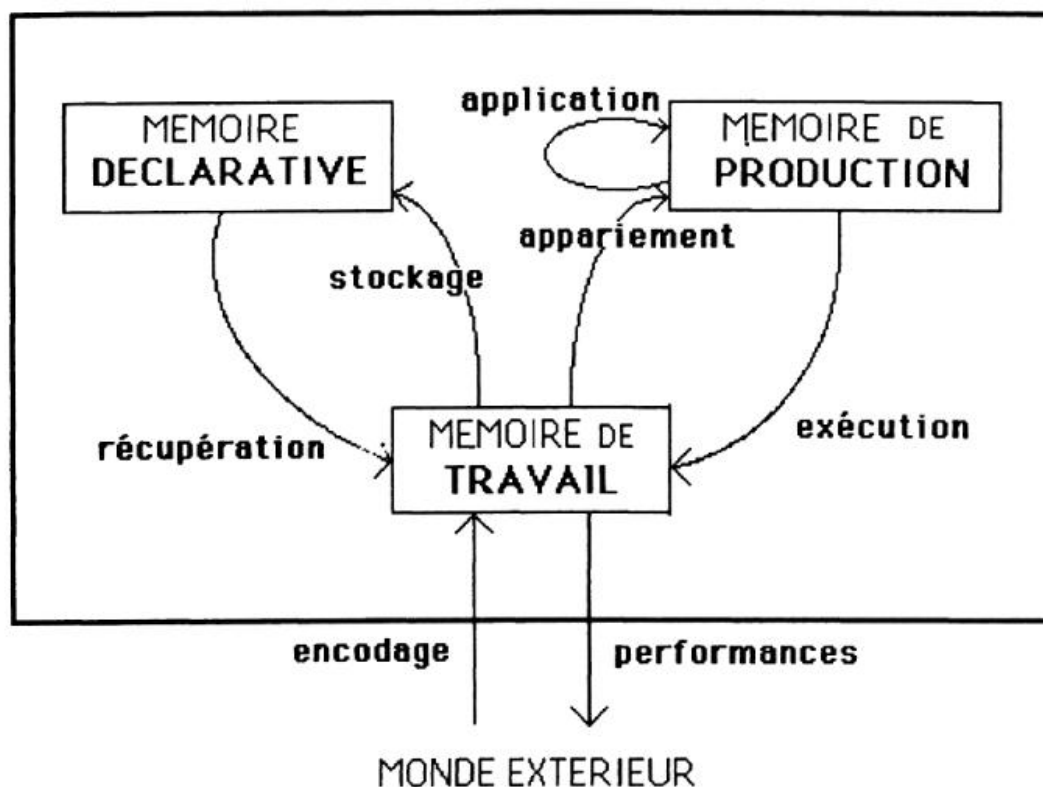 application
MEMOIRE
DECLARATIVE
MEMOIRE DE
PRODUCTION
appariement
stockage
récupération
MEMOIRE DE
TRAVAIL
exécution
encodage
performances
MONDE EXTERIEUR